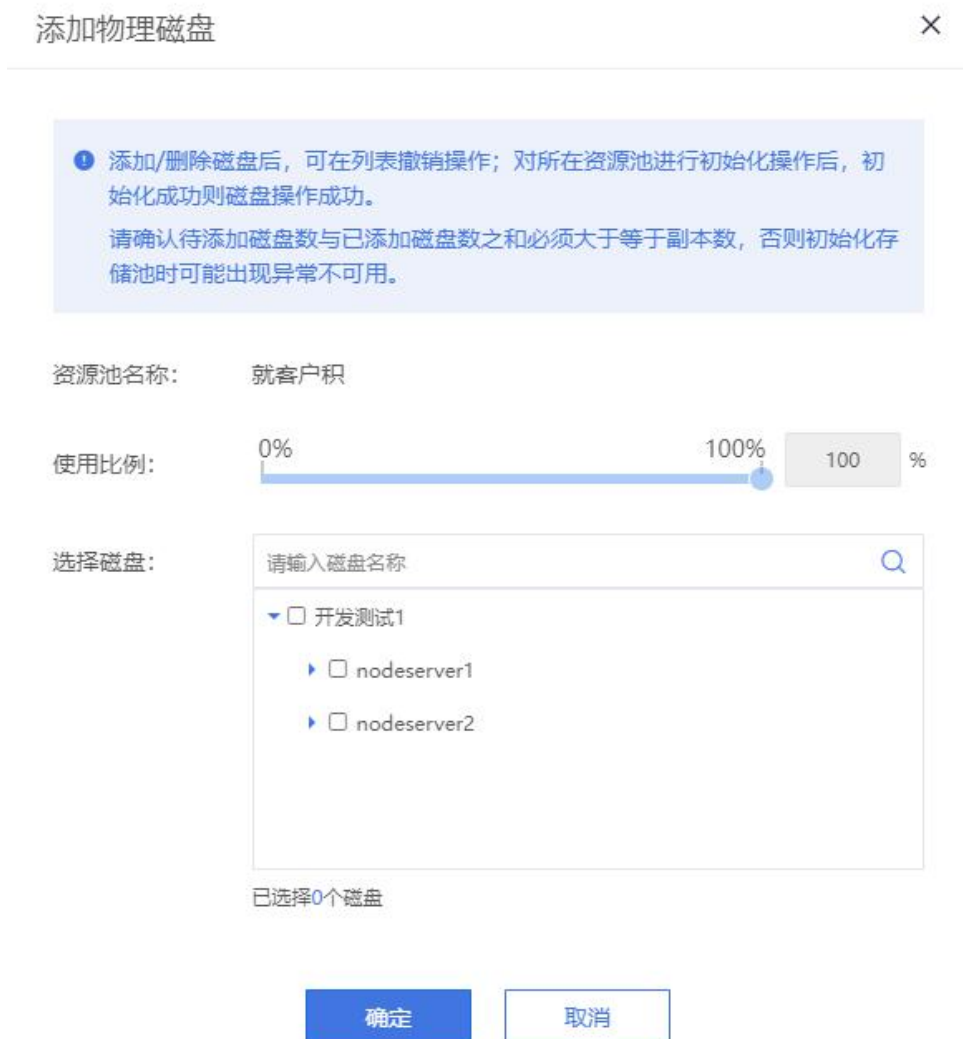 添加物理磁盘
添加/删除磁盘后，可在列表撤销操作；对所在资源池进行初始化操作后，初
始化成功则磁盘操作成功。
请确认待添加磁盘数与已添加磁盘数之和必须大于等于副本数，否则初始化存
储池时可能出现异常不可用。
资源池名称： 就客户积
使用比例： 0% 100% 100 %
选择磁盘： 请输入磁盘名称
开发测试1
nodeserver1
nodeserver2
已选择0个磁盘
确定 取消